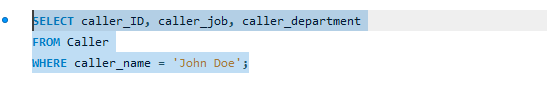 SELECT caller_ID, caller_job, caller_department
FROM Caller
WHERE caller_name = 'John Doe';